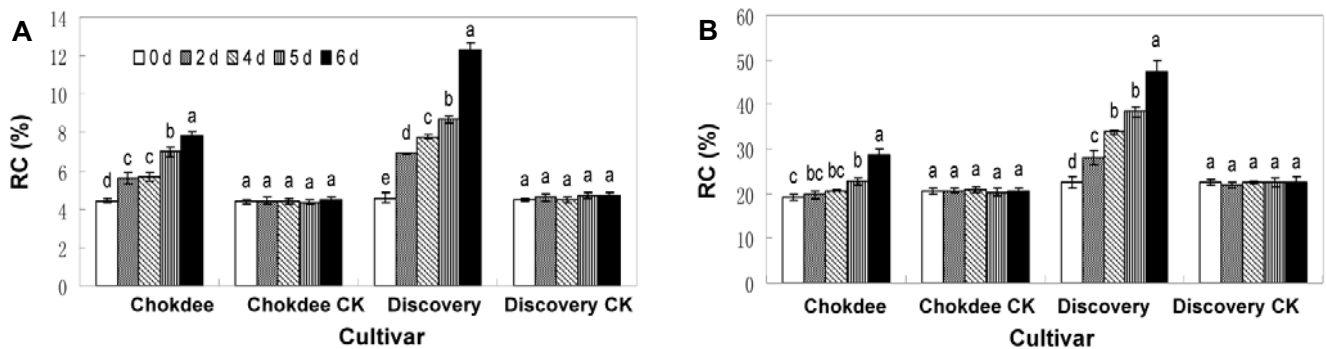 A
RC (%)
14
12
10
8
6
4
2
0
0 d 2 d 4 d 5 d 6 d
d c c b a
a a a a a
e d c b a
a a a a a
Chokdee Chokdee CK Discovery Discovery CK
Cultivar
B
RC (%)
60
50
40
30
20
10
0
c bc bc b a
a a a a a
d c b b a
a a a a a
Chokdee Chokdee CK Discovery Discovery CK
Cultivar